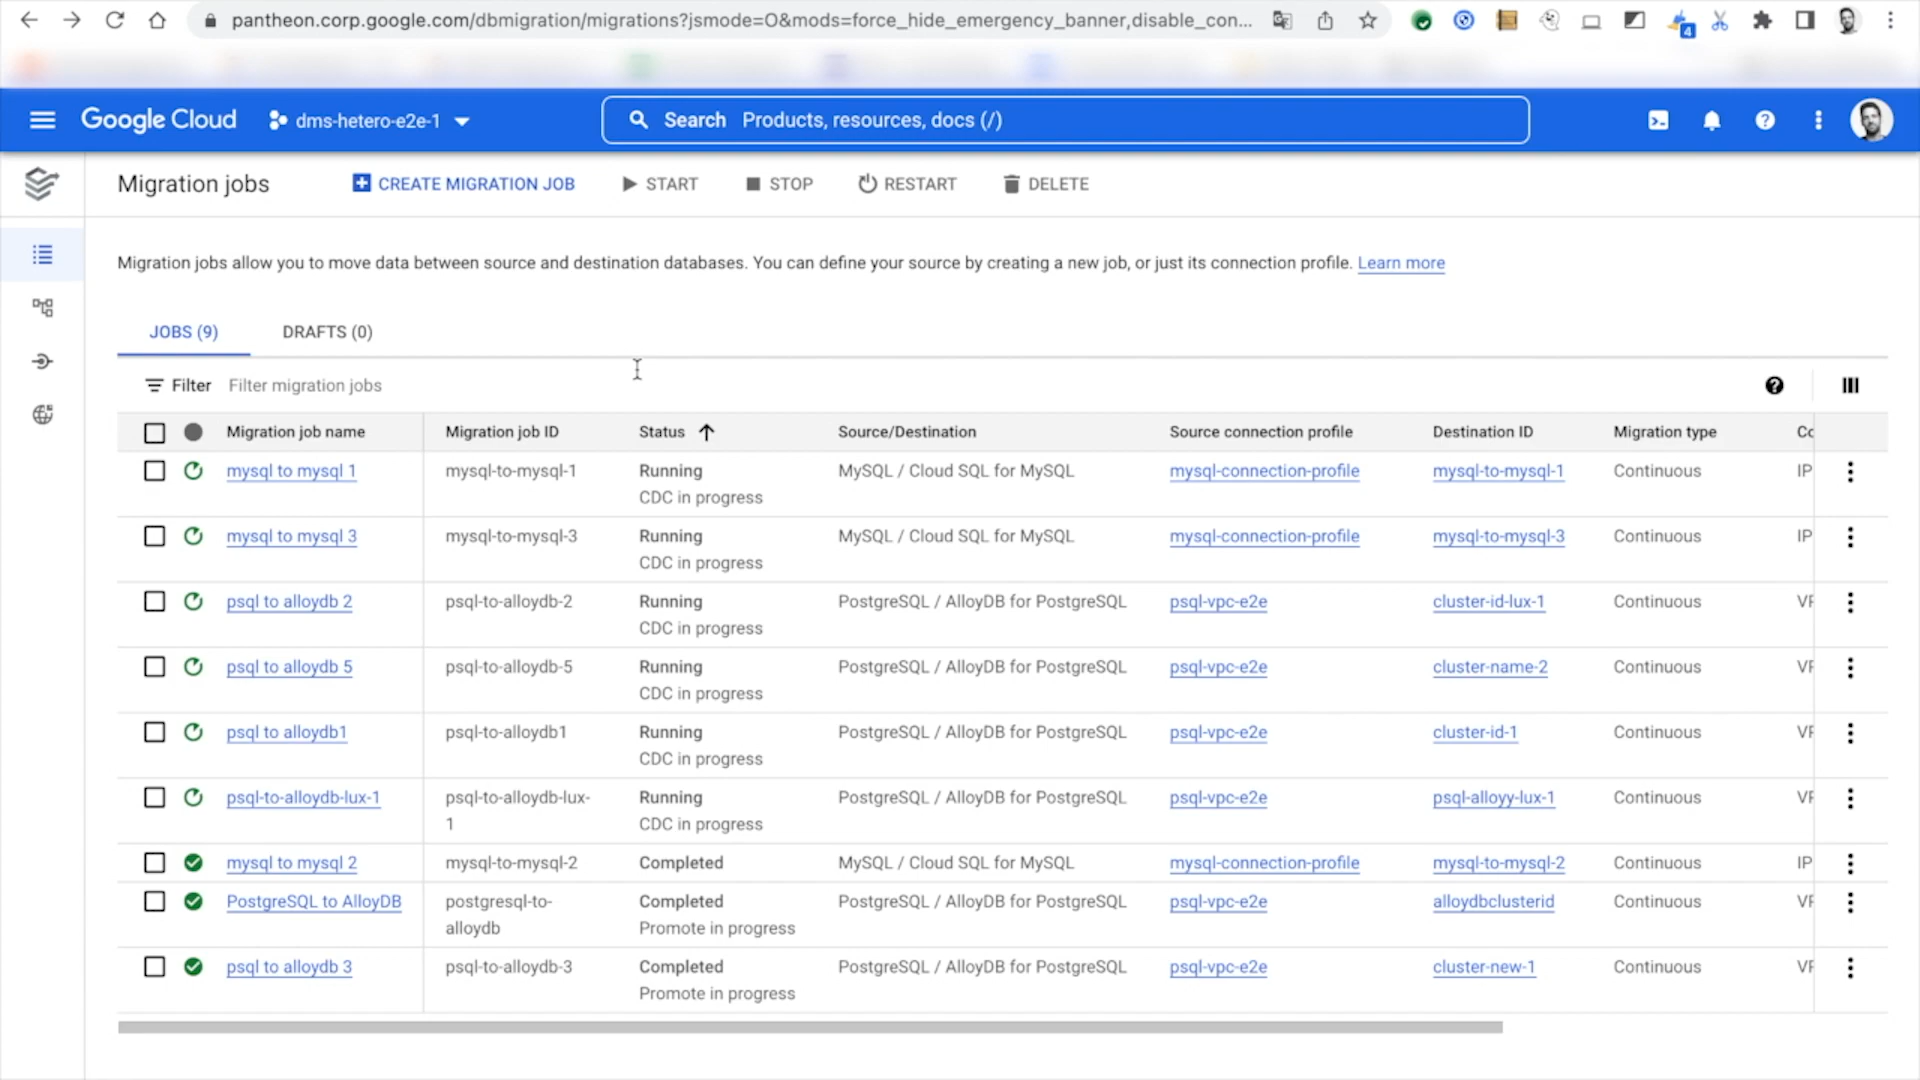 pantheon.corp.google.com/dbmigration/migrations?jsmode=O&mods=force_hide_emergency_banner,disable_con...
4
Google Cloud
dms-hetero-e2e-1
Search Products, resources, docs (/)
Migration jobs
CREATE MIGRATION JOB
START
STOP
RESTART
DELETE
Migration jobs allow you to move data between source and destination databases. You can define your source by creating a new job, or just its connection profile. Learn more
JOBS (9)
DRAFTS (0)
Filter Filter migration jobs
Migration job name Migration job ID Status Source/Destination Source connection profile Destination ID Migration type Cc
mysql to mysql 1 mysql-to-mysql-1 Running MySQL / Cloud SQL for MySQL mysql-connection-profile mysql-to-mysql-1 Continuous IP
CDC in progress
mysql to mysql 3 mysql-to-mysql-3 Running MySQL / Cloud SQL for MySQL mysql-connection-profile mysql-to-mysql-3 Continuous IP
CDC in progress
psql to alloydb 2 psql-to-alloydb-2 Running PostgreSQL / AlloyDB for PostgreSQL psql-vpc-e2e cluster-id-lux-1 Continuous VF
CDC in progress
psql to alloydb 5 psql-to-alloydb-5 Running PostgreSQL / AlloyDB for PostgreSQL psql-vpc-e2e cluster-name-2 Continuous VF
CDC in progress
psql to alloydb1 psql-to-alloydb1 Running PostgreSQL / AlloyDB for PostgreSQL psql-vpc-e2e cluster-id-1 Continuous VF
CDC in progress
psql-to-alloydb-lux-1 psql-to-alloydb-lux- Running PostgreSQL / AlloyDB for PostgreSQL psql-vpc-e2e psql-alloyy-lux-1 Continuous VF
1 CDC in progress
mysql to mysql 2 mysql-to-mysql-2 Completed MySQL / Cloud SQL for MySQL mysql-connection-profile mysql-to-mysql-2 Continuous IP
PostgreSQL to AlloyDB postgresql-to- Completed PostgreSQL / AlloyDB for PostgreSQL psql-vpc-e2e alloydbclusterid Continuous VF
alloydb Promote in progress
psql to alloydb 3 psql-to-alloydb-3 Completed PostgreSQL / AlloyDB for PostgreSQL psql-vpc-e2e cluster-new-1 Continuous VF
Promote in progress